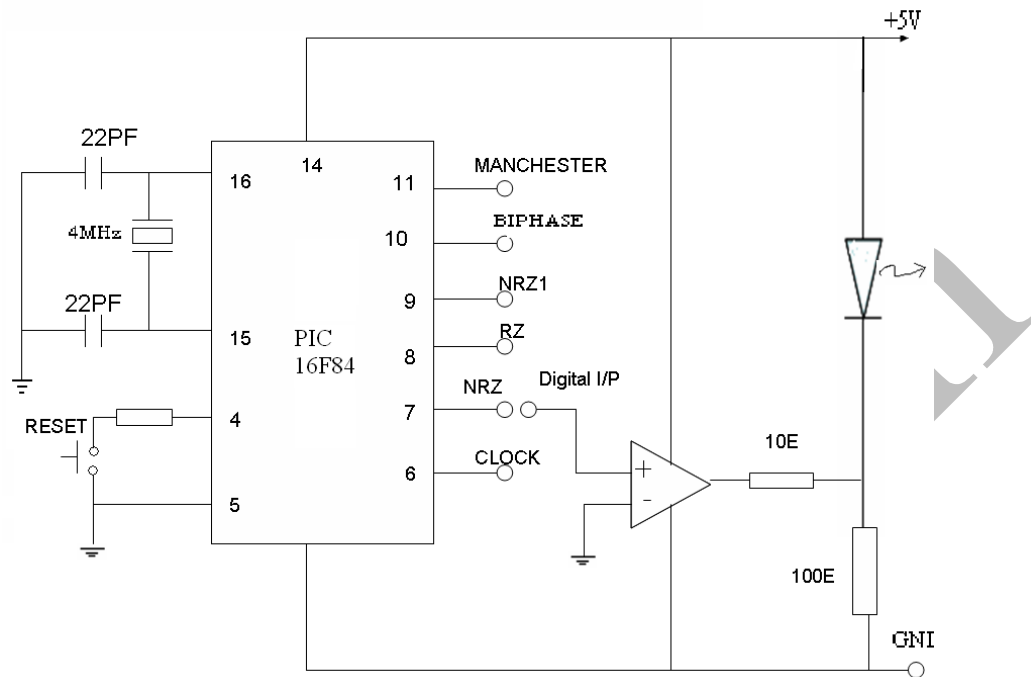 +5V
22PF
14
16
11
MANCHESTER
BIPHASE
4MHz
10
NRZ1
9
22PF
RZ
15
PIC
16F84
8
Digital I/P
NRZ
7
RESET
4
10E
CLOCK
6
+
-
5
100E
GNI